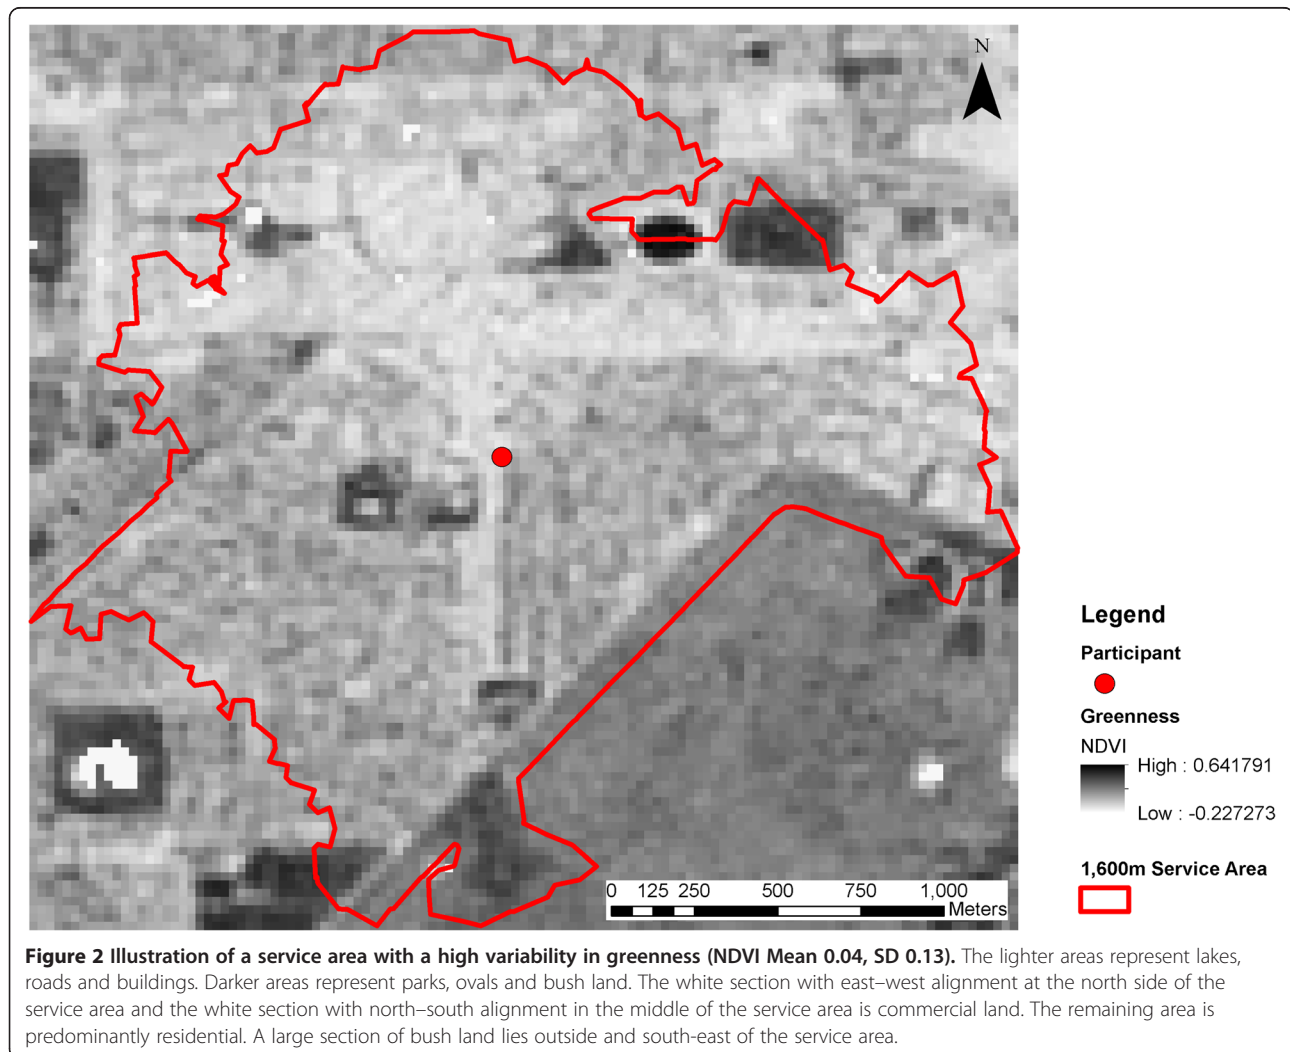 N
Legend
Participant
Greenness
NDVI
High : 0.641791
Low : -0.227273
1,600m Service Area
0 125 250 500 750 1,000
Meters
Figure 2 Illustration of a service area with a high variability in greenness (NDVI Mean 0.04, SD 0.13). The lighter areas represent lakes,
roads and buildings. Darker areas represent parks, ovals and bush land. The white section with east–west alignment at the north side of the
service area and the white section with north–south alignment in the middle of the service area is commercial land. The remaining area is
predominantly residential. A large section of bush land lies outside and south-east of the service area.